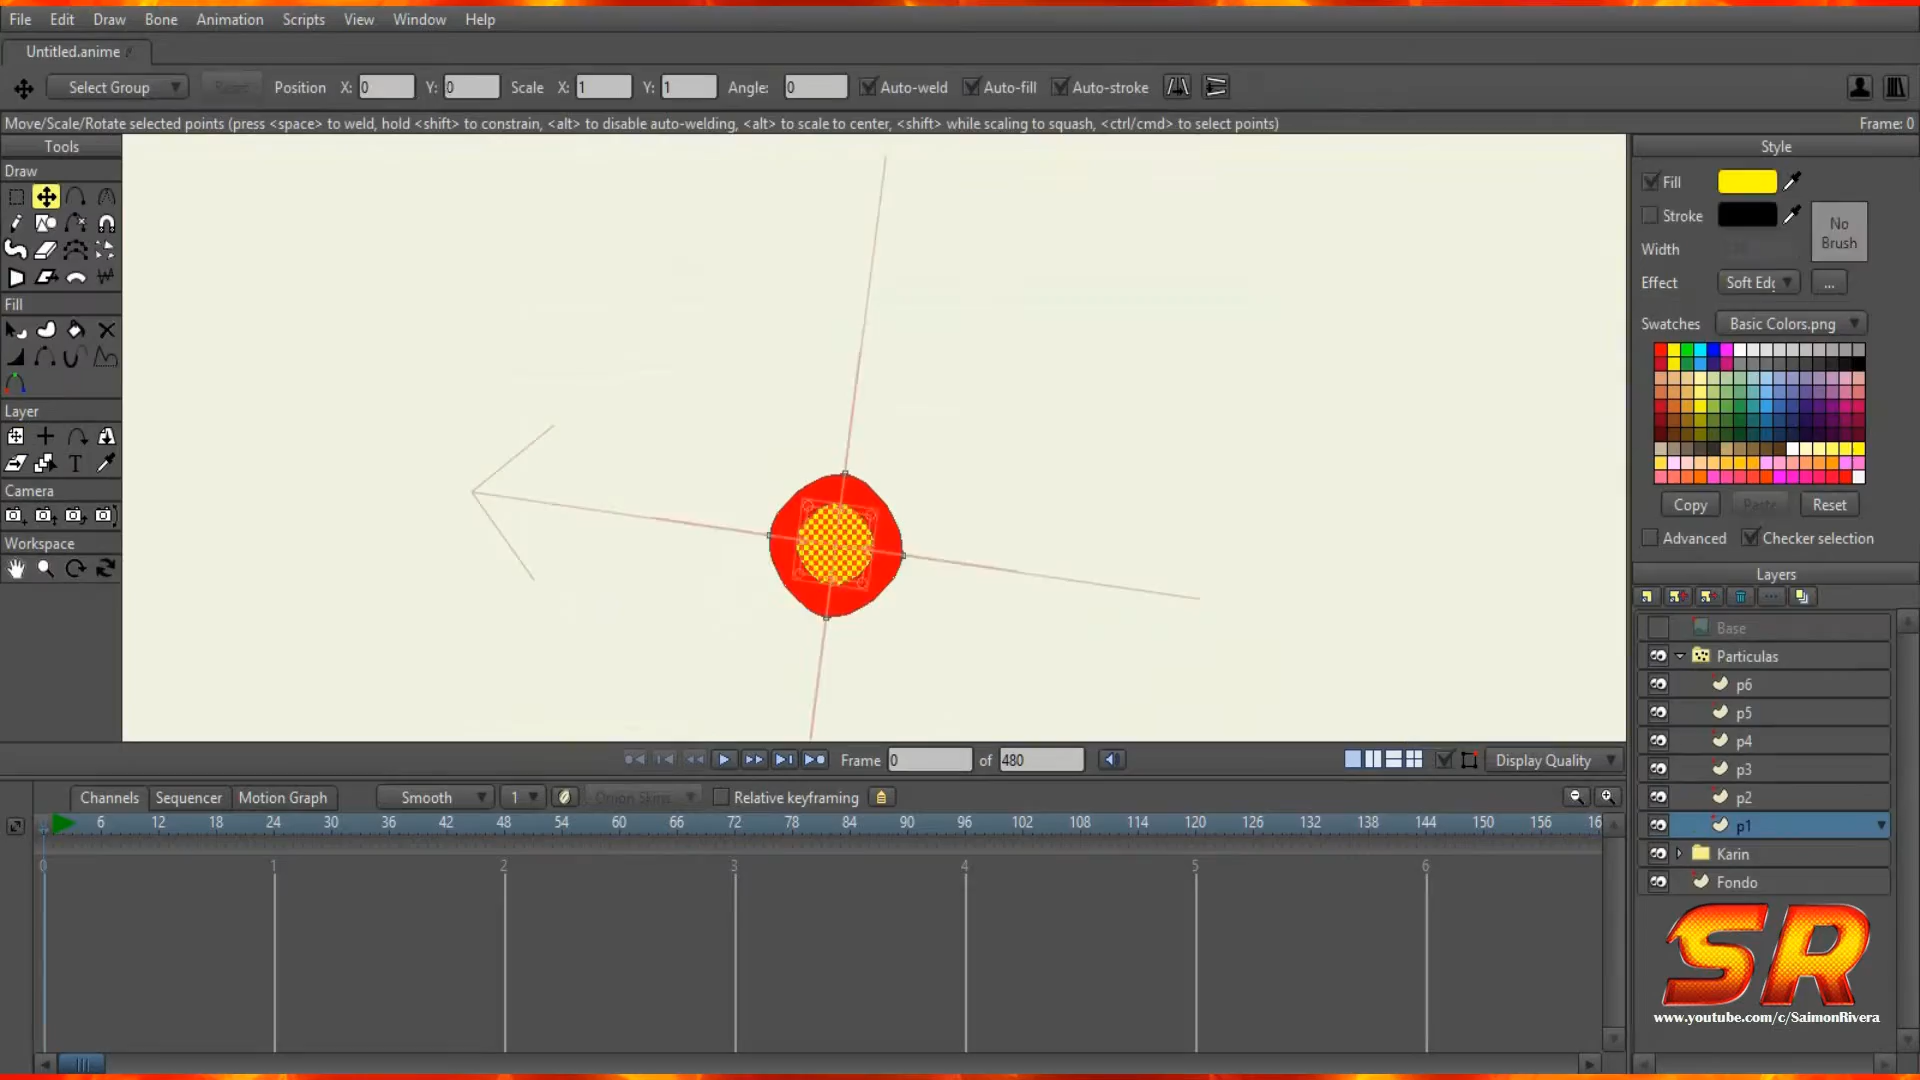 File Edit Draw Bone Animation Scripts View Window Help
Untitled.anime
Select Group Reset Position X: 0 Y: 0 Scale X: 1 Y: 1 Angle: 0 Auto-weld Auto-fill Auto-stroke
Move/Scale/Rotate selected points (press <space> to weld, hold <shift> to constrain, <alt> to disable auto-welding, <alt> to scale to center, <shift> while scaling to squash, <ctrl/cmd> to select points) Frame: 0
Tools
Draw
Fill
Layer
T
Camera
Workspace
Style
Fill
Stroke
No
Brush
Width
Effect Soft Edg ...
Swatches Basic Colors.png
Copy Paste Reset
Advanced Checker selection
Layers
Base
Particulas
p6
p5
p4
p3
p2
p1
Karin
Fondo
Frame 0 of 480 Display Quality
Channels Sequencer Motion Graph Smooth 1 Onion Skins Relative keyframing
6 12 18 24 30 36 42 48 54 60 66 72 78 84 90 96 102 108 114 120 126 132 138 144 150 156 16
0 1 2 3 4 5 6
SR
www.youtube.com/c/SaimonRivera